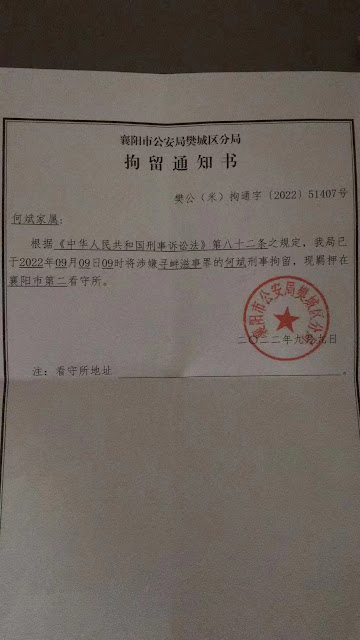 襄阳市公安局樊城区分局
拘留通知书
樊公（米）拘通字〔2022〕51407号
何斌家属：
根据《中华人民共和国刑事诉讼法》第八十二条之规定，我局已
于2022年09月09日09时将涉嫌寻衅滋事罪的何斌刑事拘留，现羁押在
襄阳市第二看守所。
襄阳市公安局樊城区分局
二〇二二年九月九日
注：看守所地址